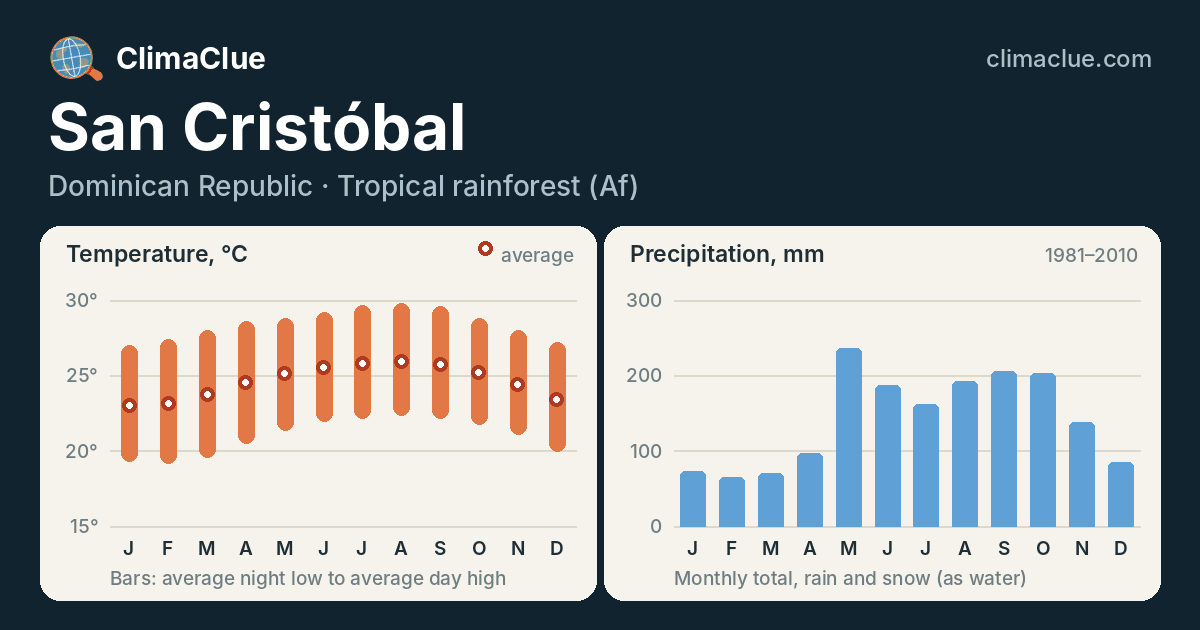 ClimaClue
climaclue.com
San Cristóbal
Dominican Republic · Tropical rainforest (Af)
Temperature, °C
average
30°
25°
20°
15°
J F M A M J J A S O N D
Bars: average night low to average day high
Precipitation, mm
1981–2010
300
200
100
0
J F M A M J J A S O N D
Monthly total, rain and snow (as water)